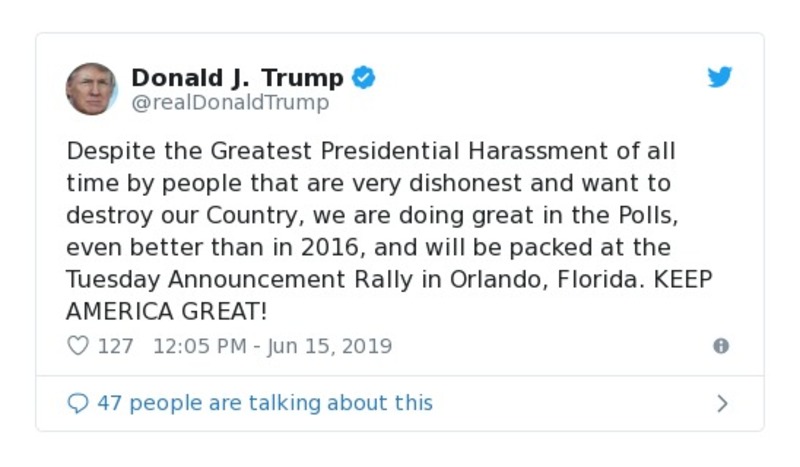 Donald J. Trump
@realDonaldTrump
Despite the Greatest Presidential Harassment of all
time by people that are very dishonest and want to
destroy our Country, we are doing great in the Polls,
even better than in 2016, and will be packed at the
Tuesday Announcement Rally in Orlando, Florida. KEEP
AMERICA GREAT!
127 12:05 PM - Jun 15, 2019
47 people are talking about this